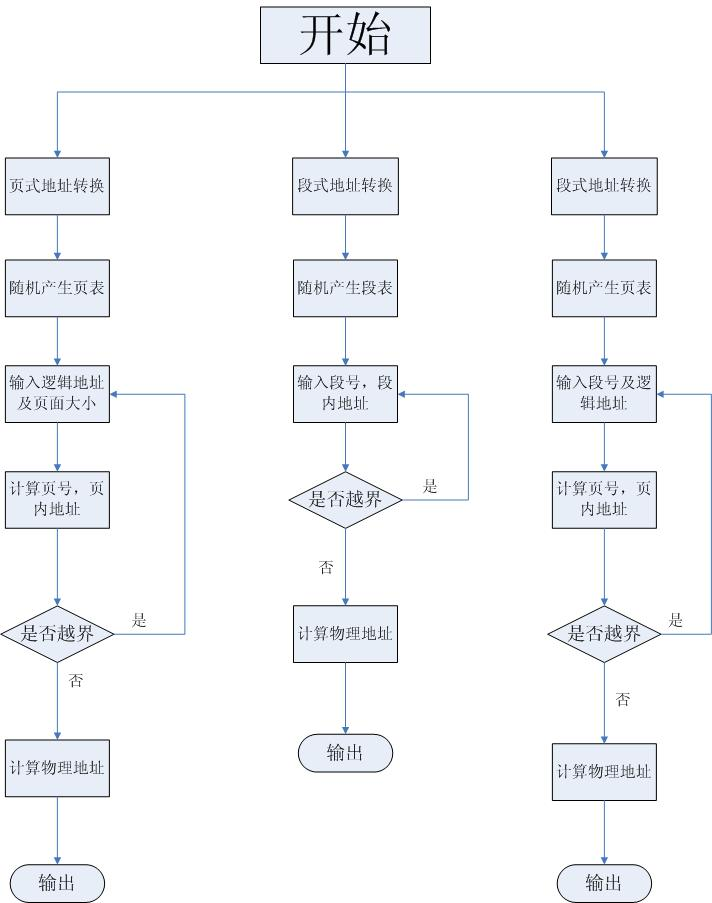 开始
页式地址转换
随机产生页表
输入逻辑地址
及页面大小
计算页号，页
内地址
是否越界
是
否
计算物理地址
输出
段式地址转换
随机产生段表
输入段号，段
内地址
是否越界
是
否
计算物理地址
输出
段式地址转换
随机产生页表
输入段号及逻
辑地址
计算页号，页
内地址
是否越界
是
否
计算物理地址
输出